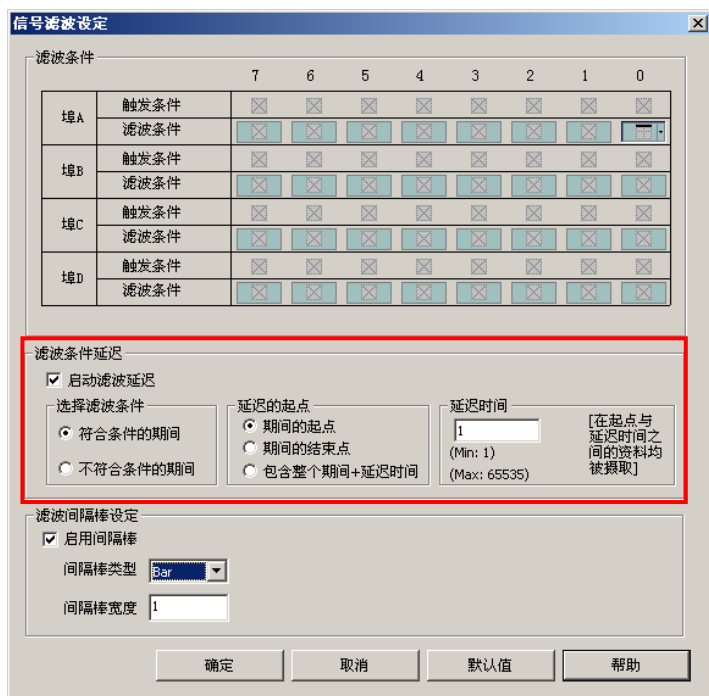 信号滤波设定
滤波条件
7 6 5 4 3 2 1 0
埠A
触发条件
滤波条件
埠B
触发条件
滤波条件
埠C
触发条件
滤波条件
埠D
触发条件
滤波条件
滤波条件延迟
启动滤波延迟
选择滤波条件
符合条件的期间
不符合条件的期间
延迟的起点
期间的起点
期间的结束点
包含整个期间+延迟时间
延迟时间
1
(Min: 1)
(Max: 65535)
[在起点与
延迟时间之
间的资料均
被摄取]
滤波间隔棒设定
启用间隔棒
间隔棒类型 Bar
间隔棒宽度 1
确定 取消 默认值 帮助